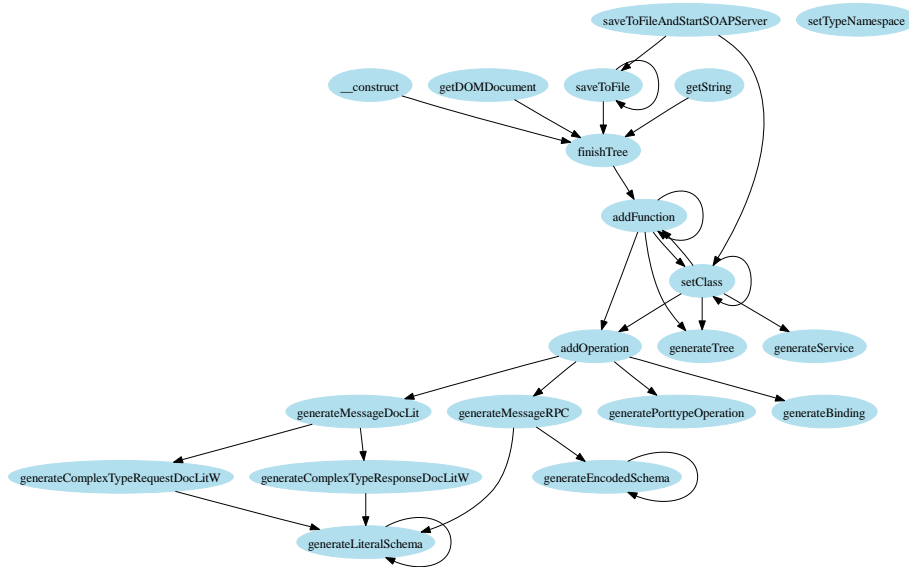 saveToFileAndStartSOAPServer
setTypeNamespace
__construct
getDOMDocument
saveToFile
getString
finishTree
addFunction
setClass
addOperation
generateTree
generateService
generateMessageDocLit
generateMessageRPC
generatePorttypeOperation
generateBinding
generateComplexTypeRequestDocLitW
generateComplexTypeResponseDocLitW
generateEncodedSchema
generateLiteralSchema